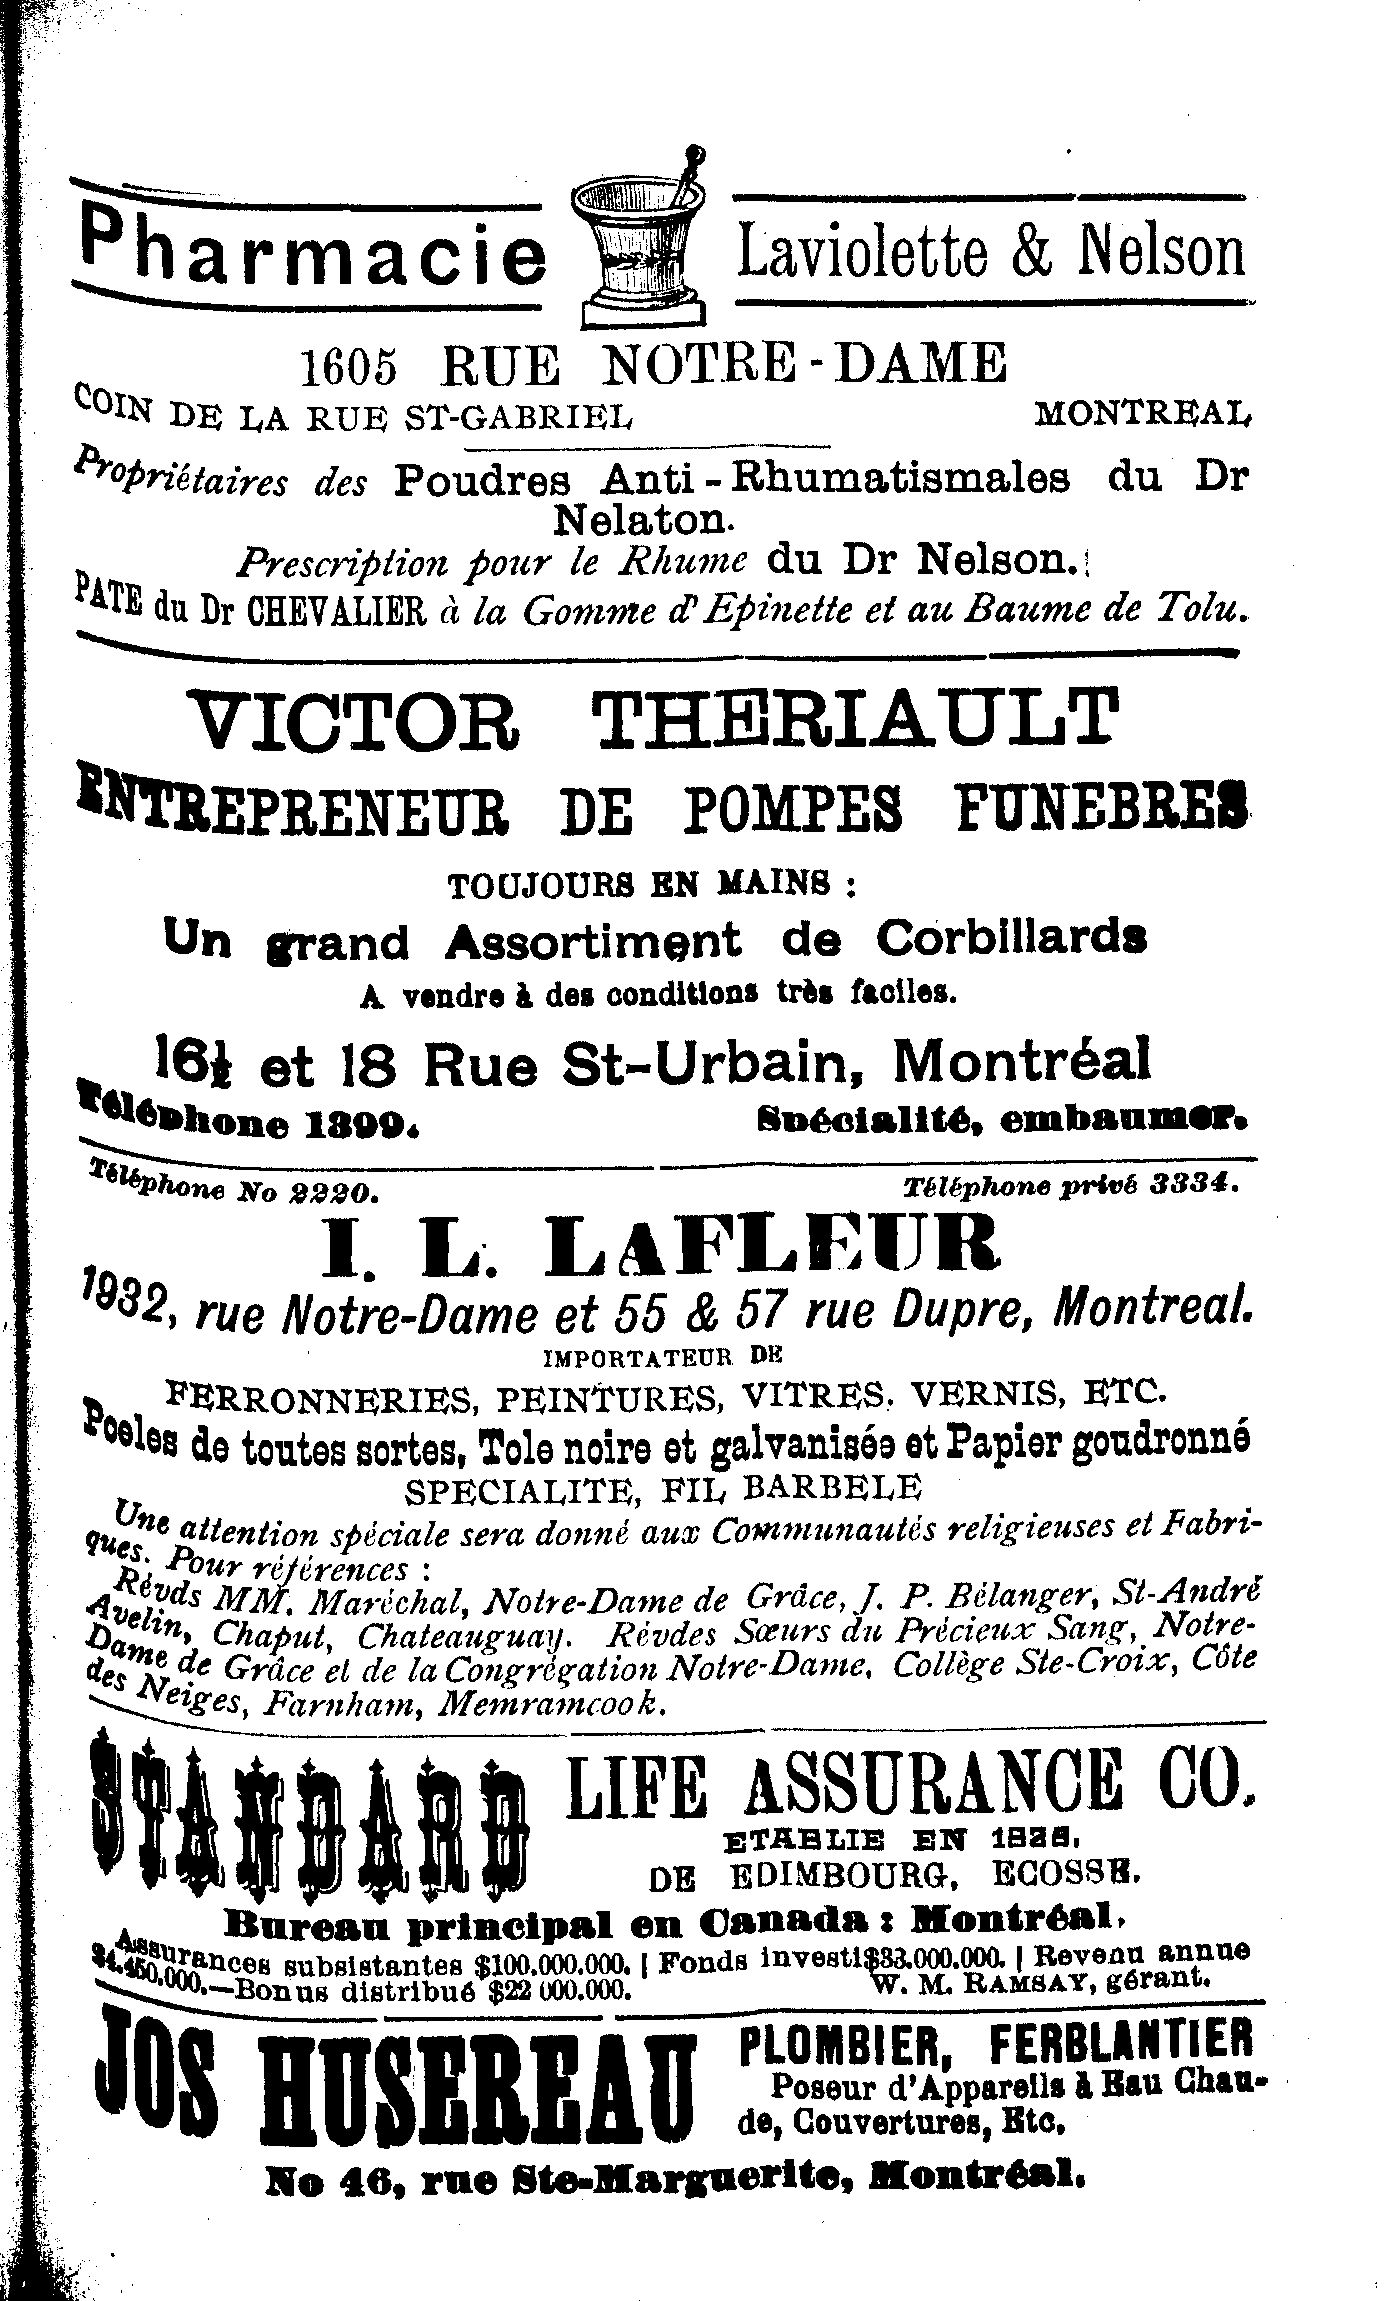 Pharmacie Laviolette & Nelson
1605 RUE NOTRE-DAME
COIN DE LA RUE ST-GABRIEL MONTREAL
Propriétaires des Poudres Anti-Rhumatismales du Dr
Nelaton.
Prescription pour le Rhume du Dr Nelson.
PATE du Dr CHEVALIER à la Gomme d'Epinette et au Baume de Tolu.
VICTOR THERIAULT
ENTREPRENEUR DE POMPES FUNEBRES
TOUJOURS EN MAINS :
Un grand Assortiment de Corbillards
A vendre à des conditions très faciles.
16½ et 18 Rue St-Urbain, Montréal
Téléphone 1399. Spécialité, embaumer.
Téléphone No 2220. Téléphone privé 3334.
I. L. LAFLEUR
1932, rue Notre-Dame et 55 & 57 rue Dupre, Montreal.
IMPORTATEUR DE
FERRONNERIES, PEINTURES, VITRES, VERNIS, ETC.
Poeles de toutes sortes, Tole noire et galvanisée et Papier goudronné
SPECIALITE, FIL BARBELE
Une attention spéciale sera donné aux Communautés religieuses et Fabri-
ques. Pour références :
Révds MM. Maréchal, Notre-Dame de Grâce, J. P. Bélanger, St-André
Avelin, Chaput, Chateauguay. Révdes Sœurs du Précieux Sang, Notre-
Dame de Grâce et de la Congrégation Notre-Dame, Collège Ste-Croix, Côte
des Neiges, Farnham, Memramcook.
STANDARD LIFE ASSURANCE CO.
ETABLIE EN
DE EDIMBOURG, ECOSSE.
Bureau principal en Canada : Montréal.
Assurances subsistantes $100.000.000. | Fonds investi $33.000.000. | Revenu annue
$4.450.000.—Bonus distribué $22 000.000. W. M. RAMSAY, gérant.
JOS HUSEREAU PLOMBIER, FERBLANTIER
Poseur d'Appareils à Eau Chau-
de, Couvertures, Etc.
No 46, rue Ste-Marguerite, Montréal.